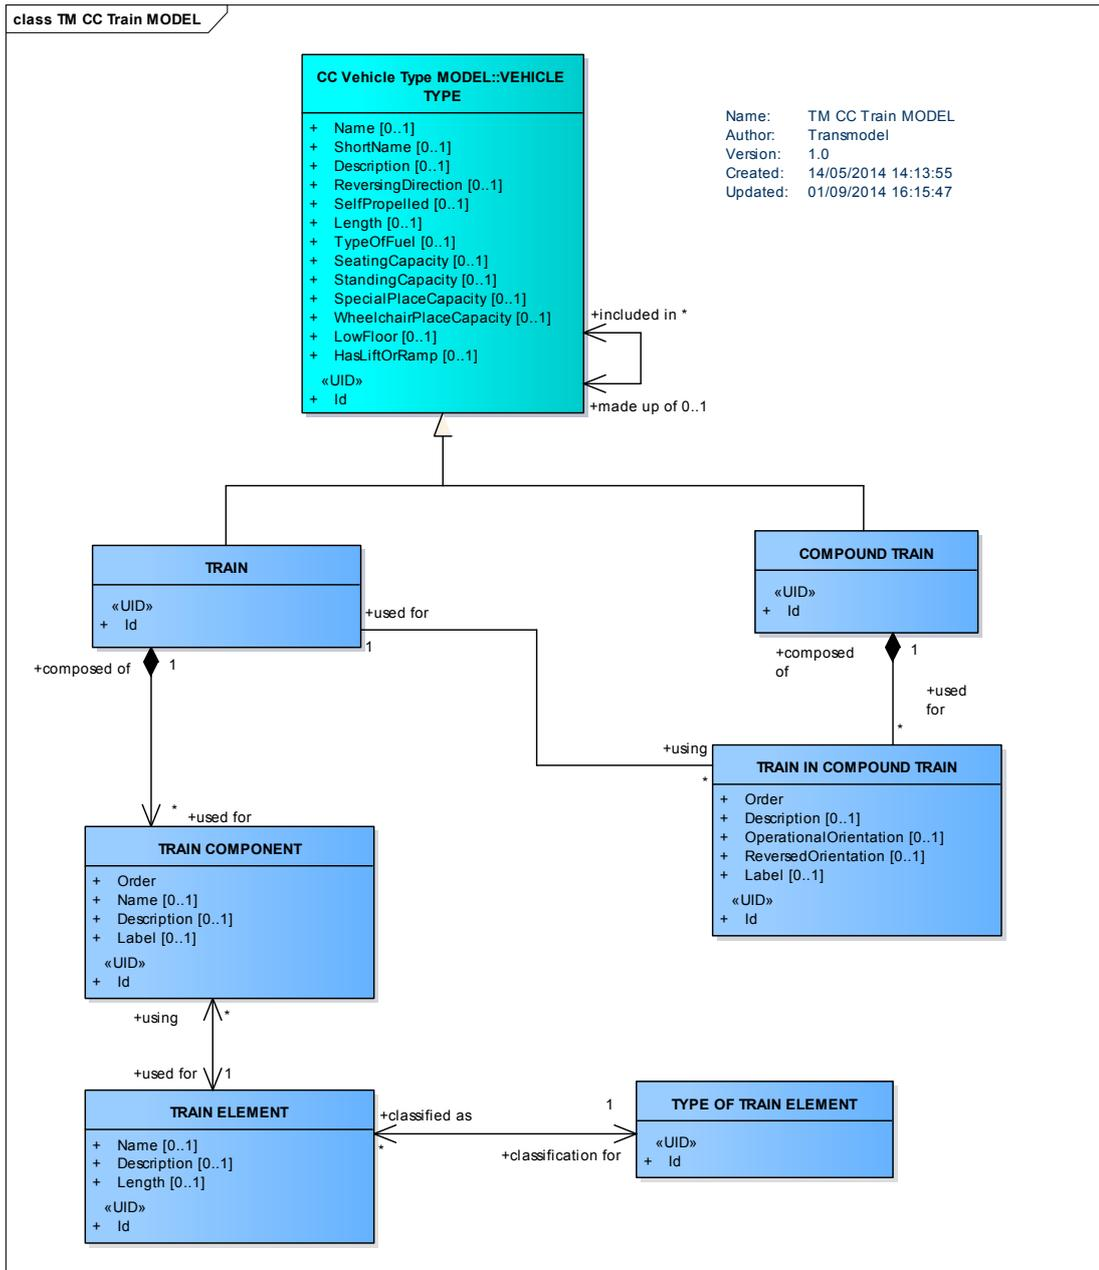 class TM CC Train MODEL
CC Vehicle Type MODEL::VEHICLE
TYPE
+ Name [0..1]
+ ShortName [0..1]
+ Description [0..1]
+ ReversingDirection [0..1]
+ SelfPropelled [0..1]
+ Length [0..1]
+ TypeOfFuel [0..1]
+ SeatingCapacity [0..1]
+ StandingCapacity [0..1]
+ SpecialPlaceCapacity [0..1]
+ WheelchairPlaceCapacity [0..1]
+ LowFloor [0..1]
+ HasLiftOrRamp [0..1]
«UID»
+ Id
Name: TM CC Train MODEL
Author: Transmodel
Version: 1.0
Created: 14/05/2014 14:13:55
Updated: 01/09/2014 16:15:47
+included in *
+made up of 0..1
TRAIN
«UID»
+ Id
+used for
1
+composed of 1
COMPOUND TRAIN
«UID»
+ Id
+composed
of
1
+used
for
*
+using
*
TRAIN IN COMPOUND TRAIN
+ Order
+ Description [0..1]
+ OperationalOrientation [0..1]
+ ReversedOrientation [0..1]
+ Label [0..1]
«UID»
+ Id
* +used for
TRAIN COMPONENT
+ Order
+ Name [0..1]
+ Description [0..1]
+ Label [0..1]
«UID»
+ Id
+using *
+used for 1
TRAIN ELEMENT
+ Name [0..1]
+ Description [0..1]
+ Length [0..1]
«UID»
+ Id
+classified as
*
1
+classification for
TYPE OF TRAIN ELEMENT
«UID»
+ Id